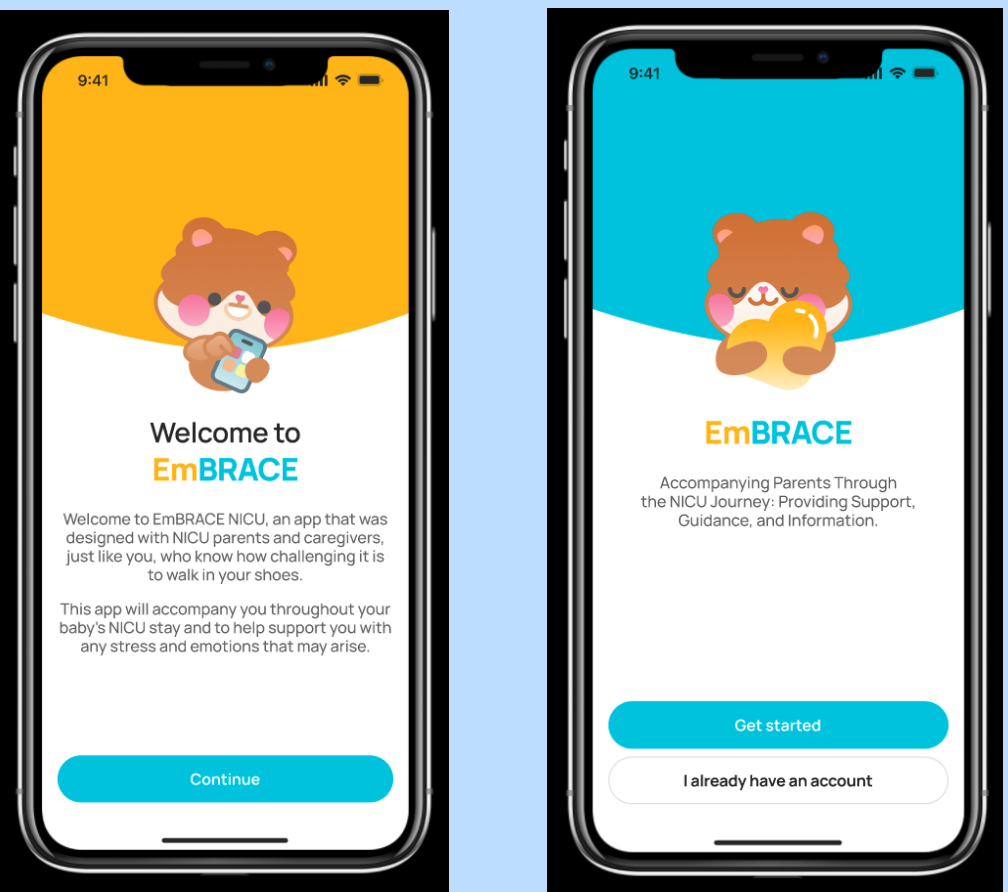 9:41
Welcome to
EmBRACE
Welcome to EmBRACE NICU, an app that was
designed with NICU parents and caregivers,
just like you, who know how challenging it is
to walk in your shoes.
This app will accompany you throughout your
baby's NICU stay and to help support you with
any stress and emotions that may arise.
Continue
9:41
EmBRACE
Accompanying Parents Through
the NICU Journey: Providing Support,
Guidance, and Information.
Get started
I already have an account